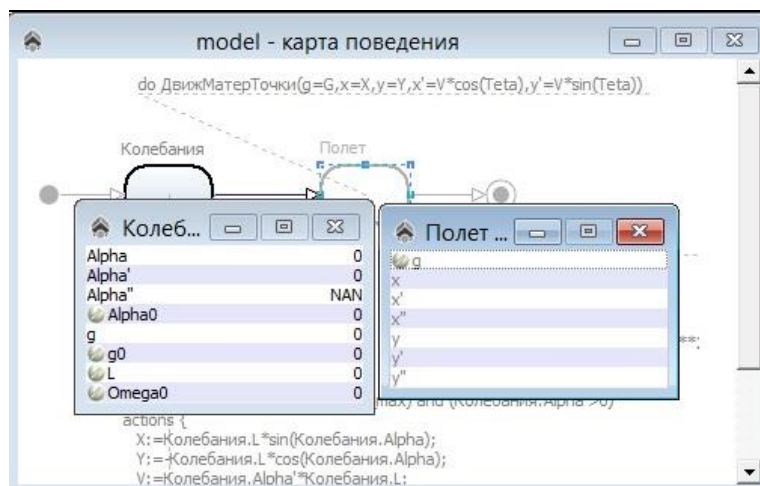 model - карта поведения
do ДвижМатерТочки(g=G,x=X,y=Y,x'=V*cos(Teta),y'=V*sin(Teta))
Колебания
Полет
Колеб...
Alpha 0
Alpha' 0
Alpha" NAN
Alpha0 0
g 0
g0 0
L 0
Omega0 0
Полет ...
g
x
x'
x"
y
y'
y"
**;
and (Колебания.Alpha >0)
actions {
X:=Колебания.L*sin(Колебания.Alpha);
Y:=-Колебания.L*cos(Колебания.Alpha);
V:=Колебания.Alpha'*Колебания.L;